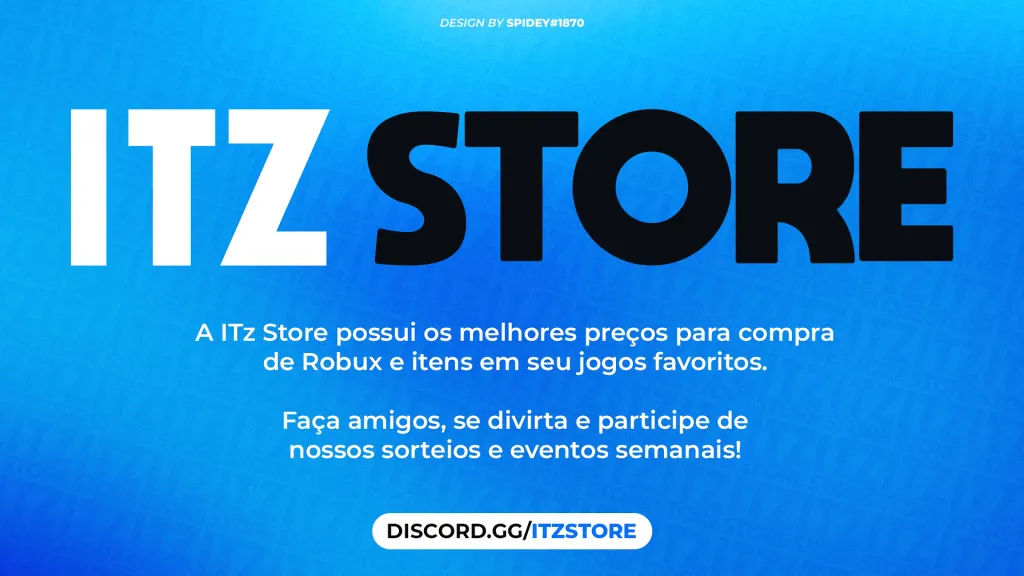 DESIGN BY SPIDEY#1870
ITZ STORE
A ITz Store possui os melhores preços para compra
de Robux e itens em seu jogos favoritos.
Faça amigos, se divirta e participe de
nossos sorteios e eventos semanais!
DISCORD.GG/ITZSTORE